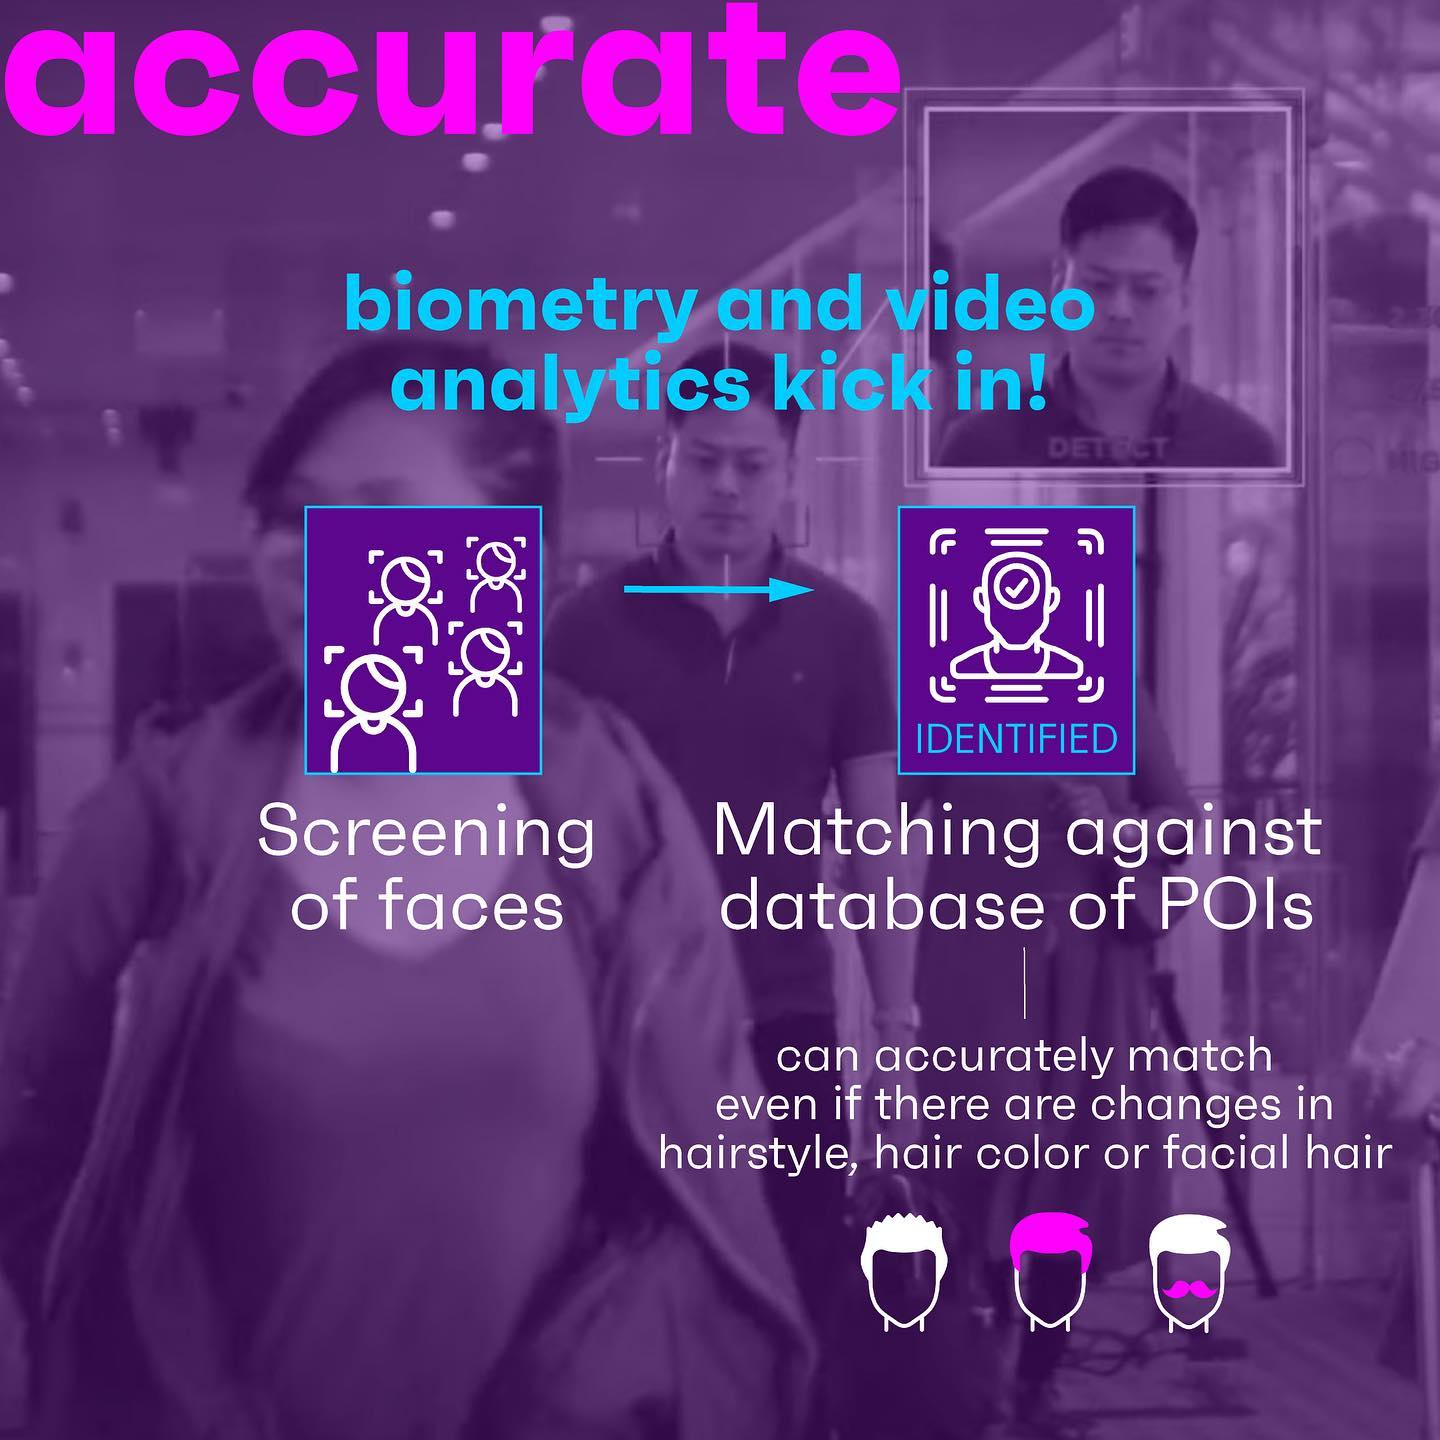 accurate
biometry and video
analytics kick in!
DETECT
IDENTIFIED
Screening
of faces
Matching against
database of POIs
can accurately match
even if there are changes in
hairstyle, hair color or facial hair